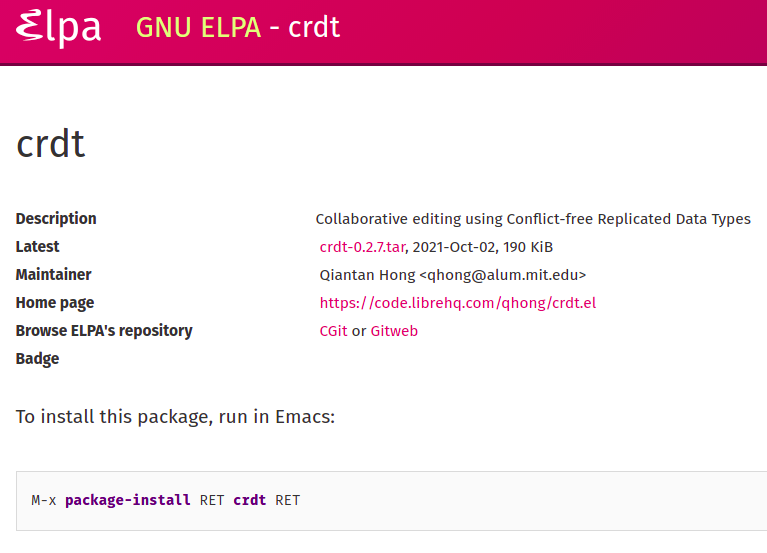 Elpa GNU ELPA - crdt
crdt
Description Collaborative editing using Conflict-free Replicated Data Types
Latest crdt-0.2.7.tar, 2021-Oct-02, 190 KiB
Maintainer Qiantan Hong <qhong@alum.mit.edu>
Home page https://code.librehq.com/qhong/crdt.el
Browse ELPA's repository CGit or Gitweb
Badge
To install this package, run in Emacs:
M-x package-install RET crdt RET